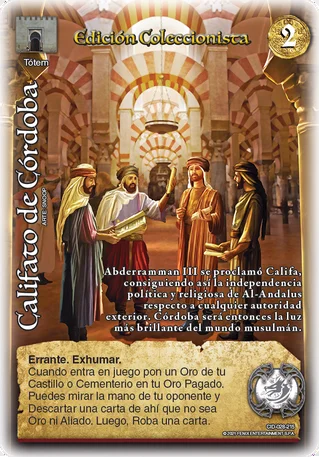 Edición Coleccionista
2
Tótem
Califato de Córdoba
Abderramman III se proclamó Califa,
consiguiendo así la independencia
política y religiosa de Al-Andalus
respecto a cualquier autoridad
exterior. Córdoba será entonces la luz
más brillante del mundo musulmán.
Errante. Exhumar.
Cuando entra en juego pon un Oro de tu
Castillo o Cementerio en tu Oro Pagado.
Puedes mirar la mano de tu oponente y
Descartar una carta de ahí que no sea
Oro ni Aliado. Luego, Roba una carta.